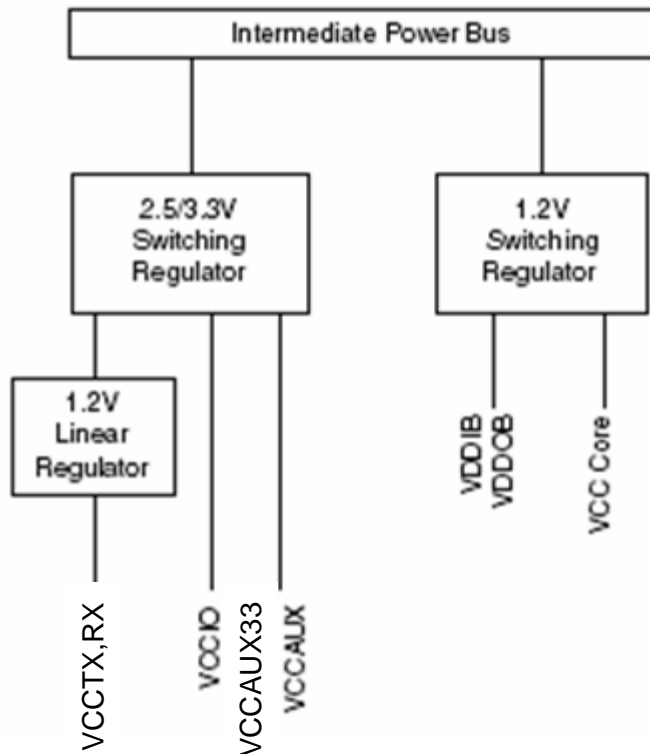 Intermediate Power Bus
2.5/3.3V
Switching
Regulator
1.2V
Switching
Regulator
1.2V
Linear
Regulator
VDDIB
VDDOB
VCC Core
VCCTX,RX
VCCIO
VCCAUX33
VCCAUX